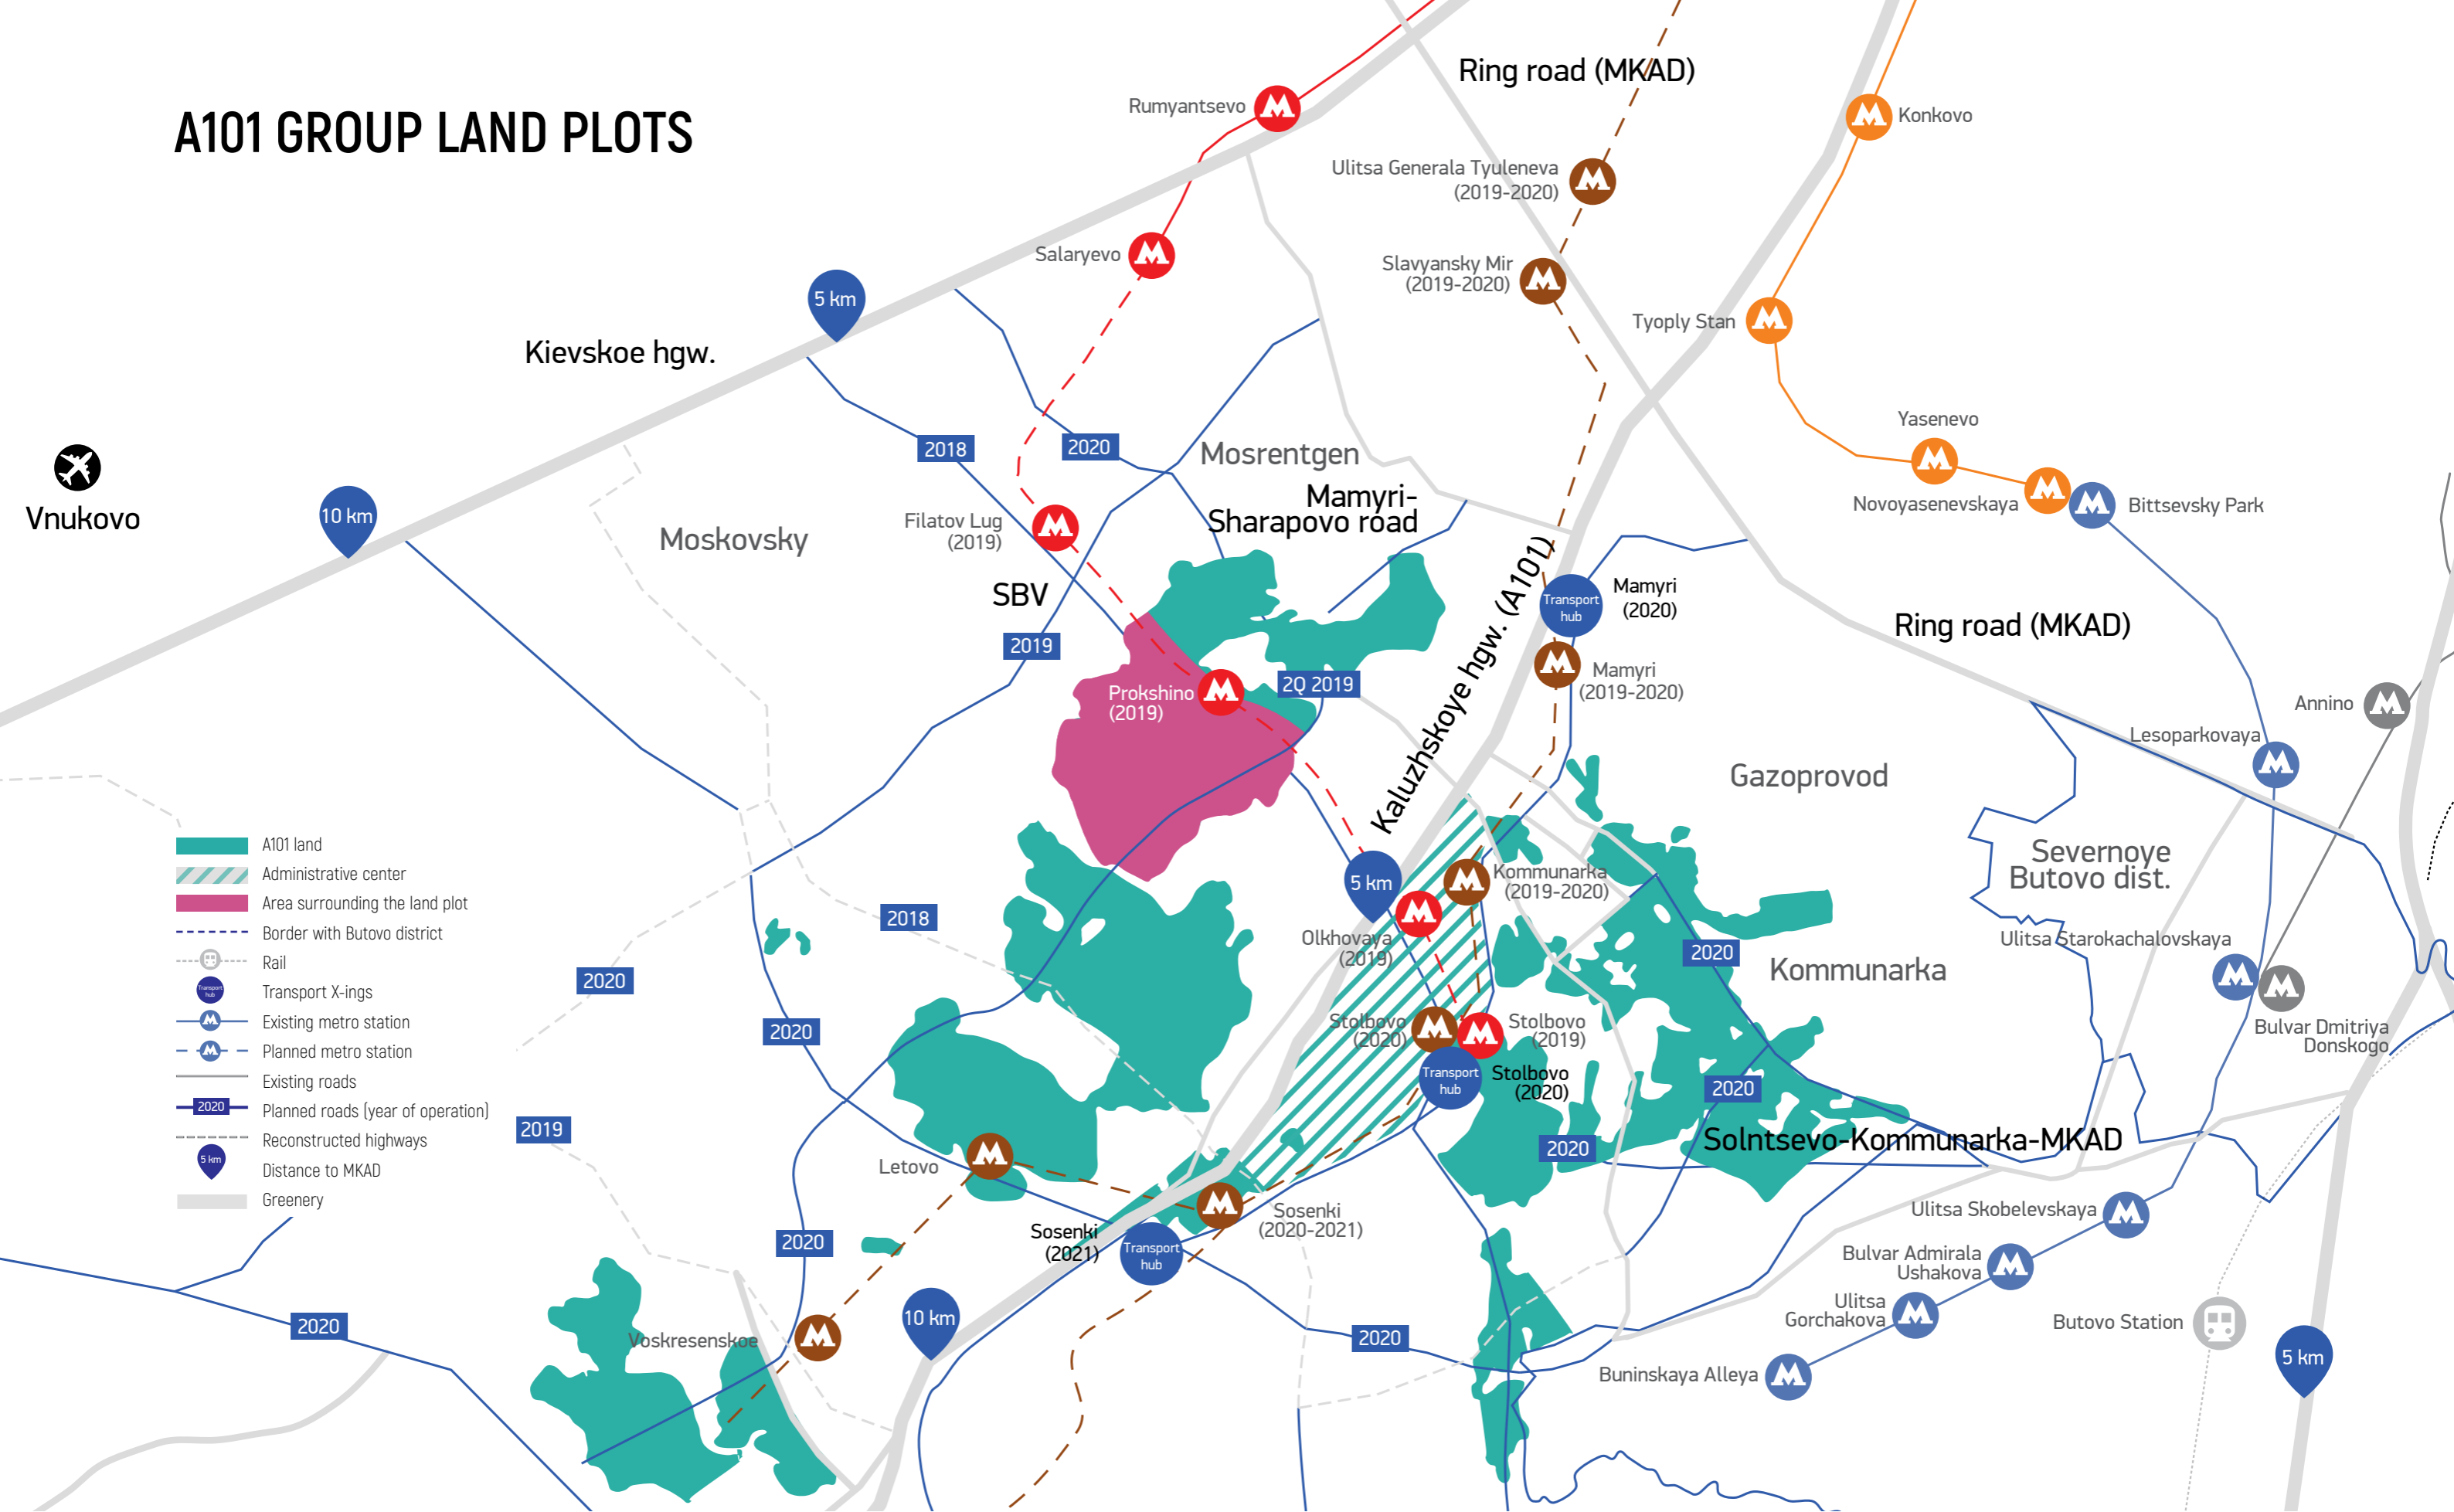 A101 GROUP LAND PLOTS
Ring road (MKAD)
Rumyantsevo
Konkovo
Ulitsa Generala Tyuleneva
(2019-2020)
Salaryevo
Slavyansky Mir
(2019-2020)
5 km
Tyoply Stan
Kievskoe hgw.
Yasenevo
2018
2020
Mosrentgen
Mamyri-
Sharapovo road
Vnukovo
10 km
Novoyasenevskaya
Bittsevsky Park
Moskovsky
Filatov Lug
(2019)
SBV
Kaluzhskoye hgw. (A101)
Transport
hub
Mamyri
(2020)
Ring road (MKAD)
2019
Mamyri
(2019-2020)
Prokshino
(2019)
2Q 2019
Annino
Lesoparkovaya
Gazoprovod
Severnoye
Butovo dist.
A101 land
Administrative center
Area surrounding the land plot
Border with Butovo district
Rail
Transport
hub
Transport X-ings
Existing metro station
Planned metro station
Existing roads
2020
Planned roads (year of operation)
Reconstructed highways
5 km
Distance to MKAD
Greenery
5 km
Kommunarka
(2019-2020)
2018
Olkhovaya
(2019)
2020
Kommunarka
Ulitsa Starokachalovskaya
2020
2020
Stolbovo
(2020)
Stolbovo
(2019)
Bulvar Dmitriya
Donskogo
Transport
hub
Stolbovo
(2020)
2020
2019
2020
Solntsevo-Kommunarka-MKAD
Letovo
Sosenki
(2020-2021)
Ulitsa Skobelevskaya
Sosenki
(2021)
Transport
hub
2020
Bulvar Admirala
Ushakova
2020
10 km
2020
Ulitsa
Gorchakova
Butovo Station
Voskresenskoe
5 km
Buninskaya Alleya